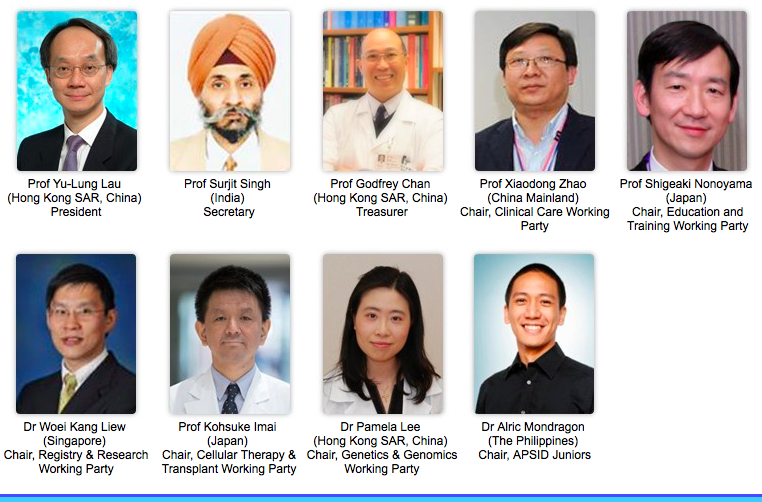 Prof Yu-Lung Lau
(Hong Kong SAR, China)
President
Prof Surjit Singh
(India)
Secretary
Prof Godfrey Chan
(Hong Kong SAR, China)
Treasurer
Prof Xiaodong Zhao
(China Mainland)
Chair, Clinical Care Working
Party
Prof Shigeaki Nonoyama
(Japan)
Chair, Education and
Training Working Party
Dr Woei Kang Liew
(Singapore)
Chair, Registry & Research
Working Party
Prof Kohsuke Imai
(Japan)
Chair, Cellular Therapy &
Transplant Working Party
Dr Pamela Lee
(Hong Kong SAR, China)
Chair, Genetics & Genomics
Working Party
Dr Alric Mondragon
(The Philippines)
Chair, APSID Juniors